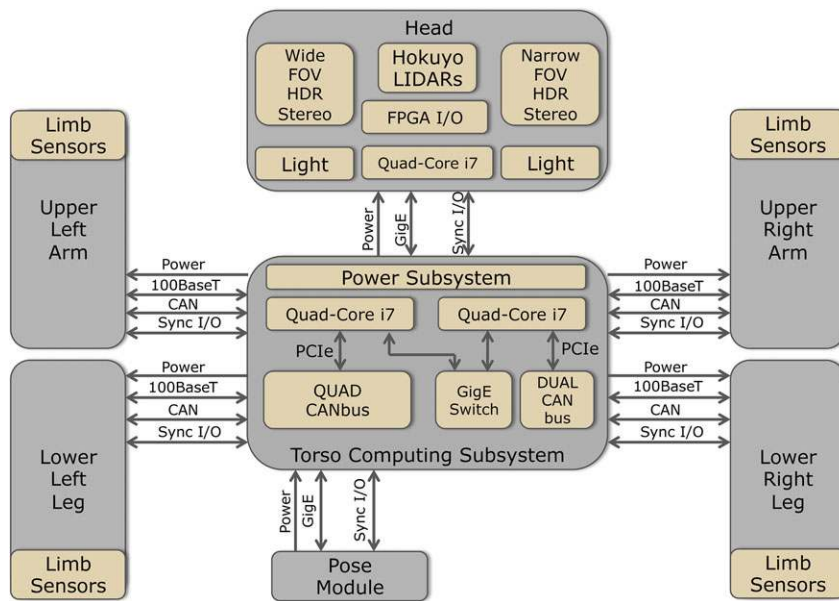 Head
Wide
FOV
HDR
Stereo
Hokuyo
LIDARs
Narrow
FOV
HDR
Stereo
FPGA I/O
Light
Quad-Core i7
Light
Limb
Sensors
Upper
Left
Arm
Limb
Sensors
Upper
Right
Arm
Power
GigE
Sync I/O
Power
100BaseT
CAN
Sync I/O
Power Subsystem
Quad-Core i7
Quad-Core i7
PCIe
PCIe
QUAD
CANbus
GigE
Switch
DUAL
CAN
bus
Torso Computing Subsystem
Power
100BaseT
CAN
Sync I/O
Power
100BaseT
CAN
Sync I/O
Power
100BaseT
CAN
Sync I/O
Lower
Left
Leg
Limb
Sensors
Lower
Right
Leg
Limb
Sensors
Power
GigE
Sync I/O
Pose
Module